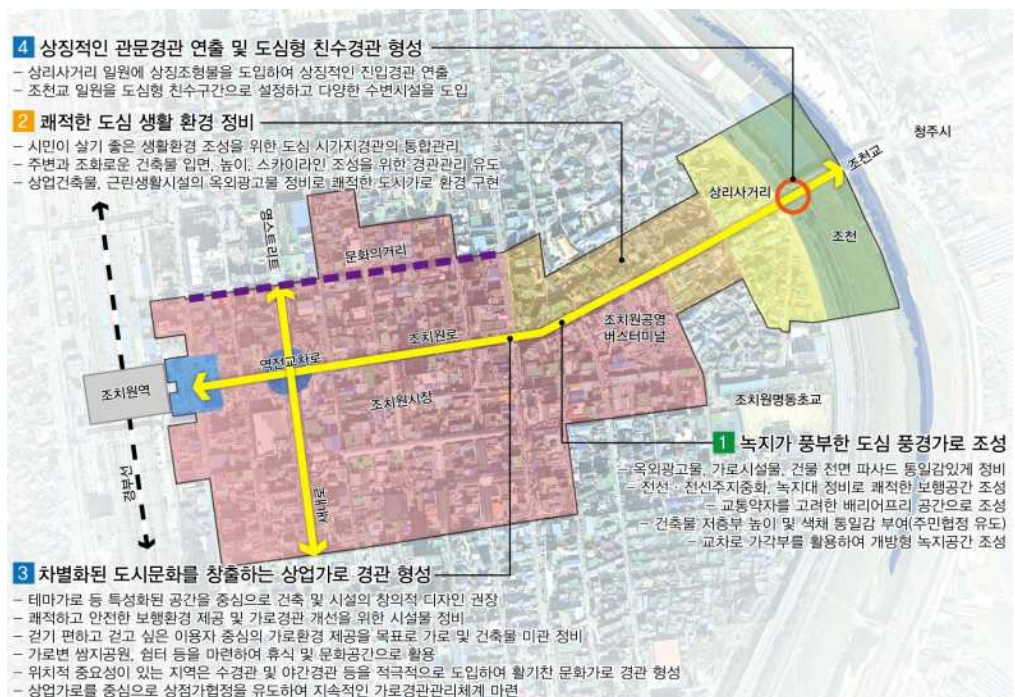 4 상징적인 관문경관 연출 및 도심형 친수경관 형성
- 상리사거리 일원에 상징조형물을 도입하여 상징적인 진입경관 연출
- 조천교 일원을 도심형 친수구간으로 설정하고 다양한 수변시설을 도입
2 쾌적한 도심 생활 환경 정비
- 시민이 살기 좋은 생활환경 조성을 위한 도심 시가지경관의 통합관리
- 주변과 조화로운 건축물 입면, 높이, 스카이라인 조성을 위한 경관관리 유도
- 상업건축물, 근린생활시설의 옥외광고물 정비로 쾌적한 도시가로 환경 구현
청주시
조천교
상리사거리
조천
영스트리트
문화의거리
조치원로
조치원공영
버스터미널
역전교차로
조치원역
조치원시장
조치원명동초교
경부선
새내로
1 녹지가 풍부한 도심 풍경가로 조성
- 옥외광고물, 가로시설물, 건물 전면 파사드 통일감있게 정비
- 전선·전신주지중화, 녹지대 정비로 쾌적한 보행공간 조성
- 교통약자를 고려한 배리어프리 공간으로 조성
- 건축물 저층부 높이 및 색채 통일감 부여(주민협정 유도)
- 교차로 가각부를 활용하여 개방형 녹지공간 조성
3 차별화된 도시문화를 창출하는 상업가로 경관 형성
- 테마가로 등 특성화된 공간을 중심으로 건축 및 시설의 창의적 디자인 권장
- 쾌적하고 안전한 보행환경 제공 및 가로경관 개선을 위한 시설물 정비
- 걷기 편하고 걷고 싶은 이용자 중심의 가로환경 제공을 목표로 가로 및 건축물 미관 정비
- 가로변 쌈지공원, 쉼터 등을 마련하여 휴식 및 문화공간으로 활용
- 위치적 중요성이 있는 지역은 수경관 및 야간경관 등을 적극적으로 도입하여 활기찬 문화가로 경관 형성
- 상업가로를 중심으로 상점가협정을 유도하여 지속적인 가로경관관리체계 마련